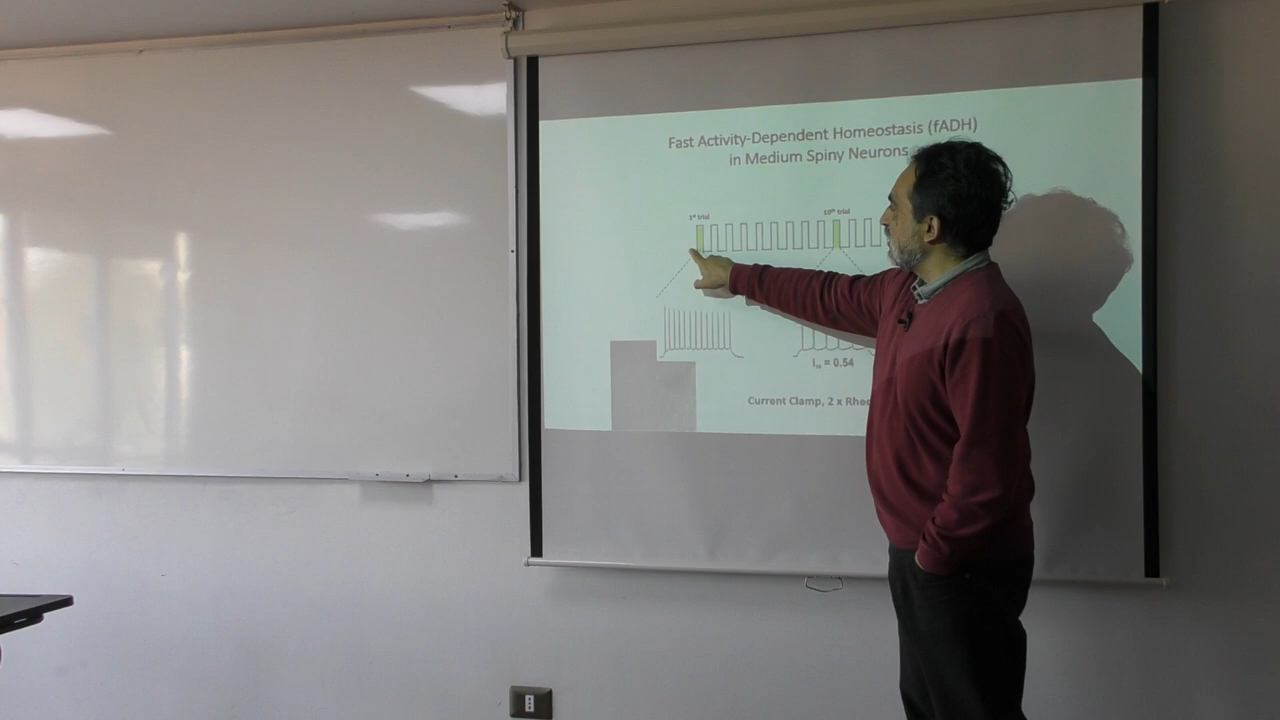 Fast Activity-Dependent Homeostasis (fADH)
in Medium Spiny Neurons
1st trial
10th trial
= 0.54
Current Clamp, 2 x